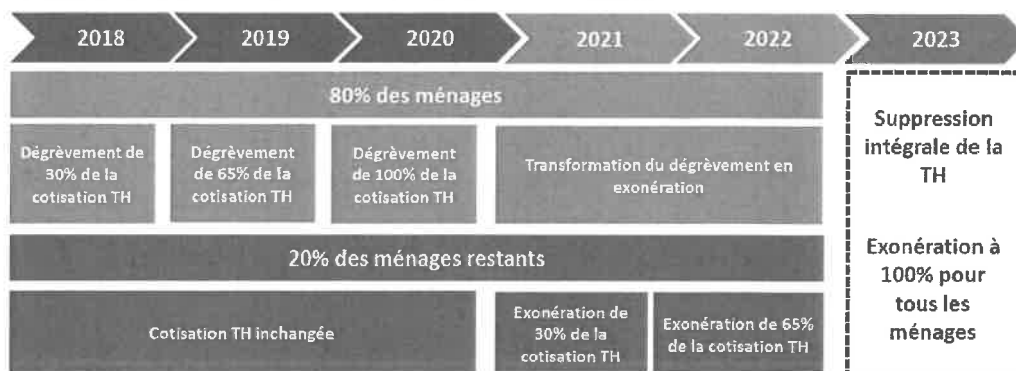 2018 2019 2020 2021 2022 2023
80% des ménages
Dégrèvement de
30% de la
cotisation TH
Dégrèvement
de 65% de la
cotisation TH
Dégrèvement
de 100% de la
cotisation TH
Transformation du dégrèvement en
exonération
20% des ménages restants
Cotisation TH inchangée
Exonération de
30% de la
cotisation TH
Exonération de 65%
de la cotisation TH
Suppression
intégrale de la
TH
Exonération à
100% pour
tous les
ménages